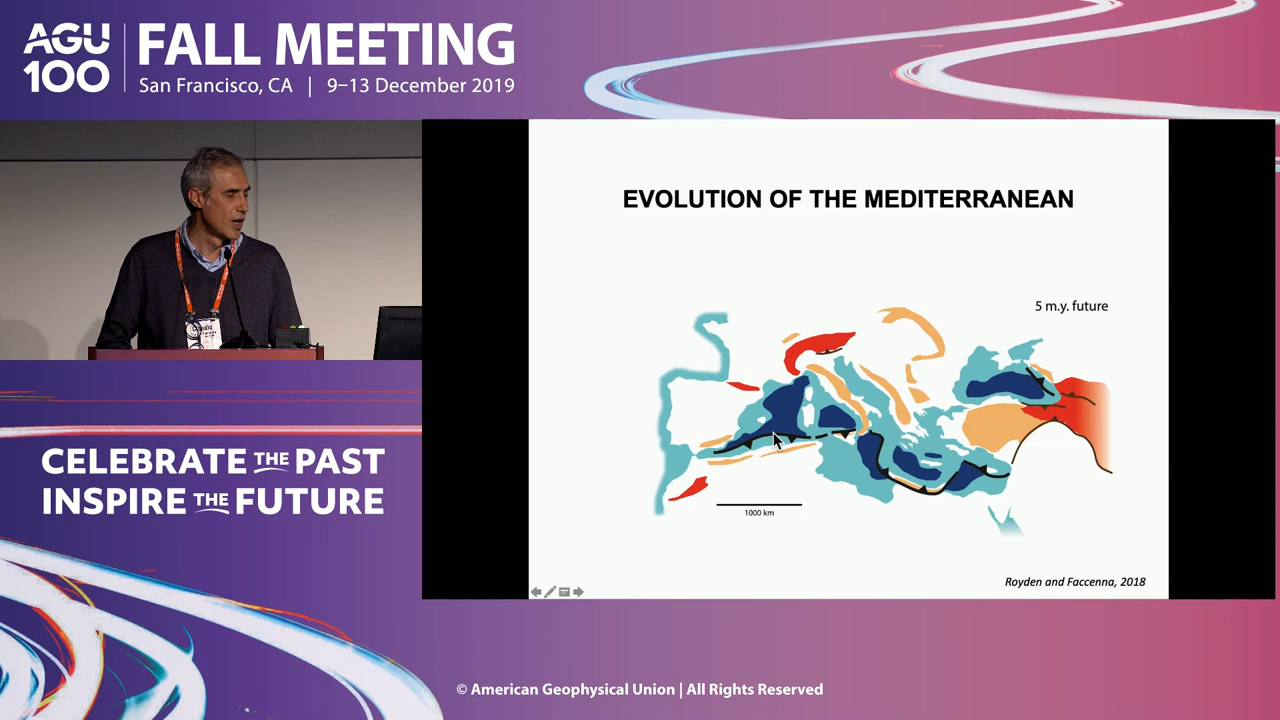 AGU
100
FALL MEETING
San Francisco, CA | 9–13 December 2019
EVOLUTION OF THE MEDITERRANEAN
5 m.y. future
1000 km
Royden and Faccenna, 2018
CELEBRATE THE PAST
INSPIRE THE FUTURE
© American Geophysical Union | All Rights Reserved